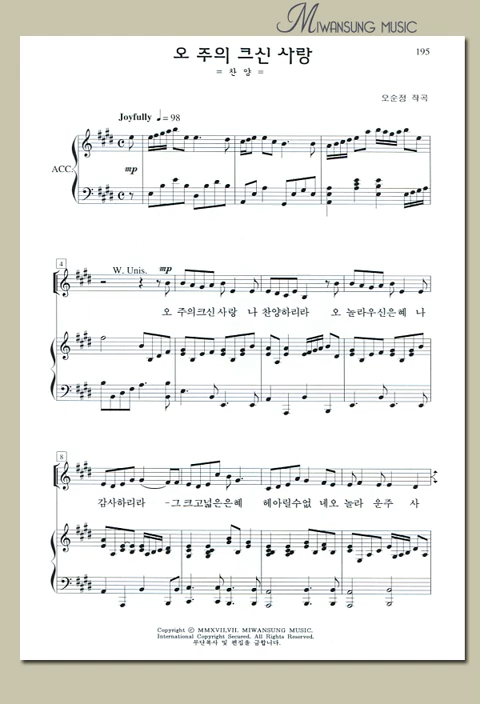 MIWANSUNG MUSIC
오 주의 크신 사랑
195
= 찬 양 =
오순정 작곡
Joyfully ♩= 98
ACC.
mp
4
W. Unis.
mp
오 주의크신사랑 나 찬양하리라 오 놀라우신은혜 나
8
감사하리라 -그크고넓은은혜 헤아릴수없 네오 놀라 운주 사
Copyright ⓒ MMXVII. MIWANSUNG MUSIC.
International Copyright Secured. All Rights Reserved.
무단복사 및 편집을 금합니다.